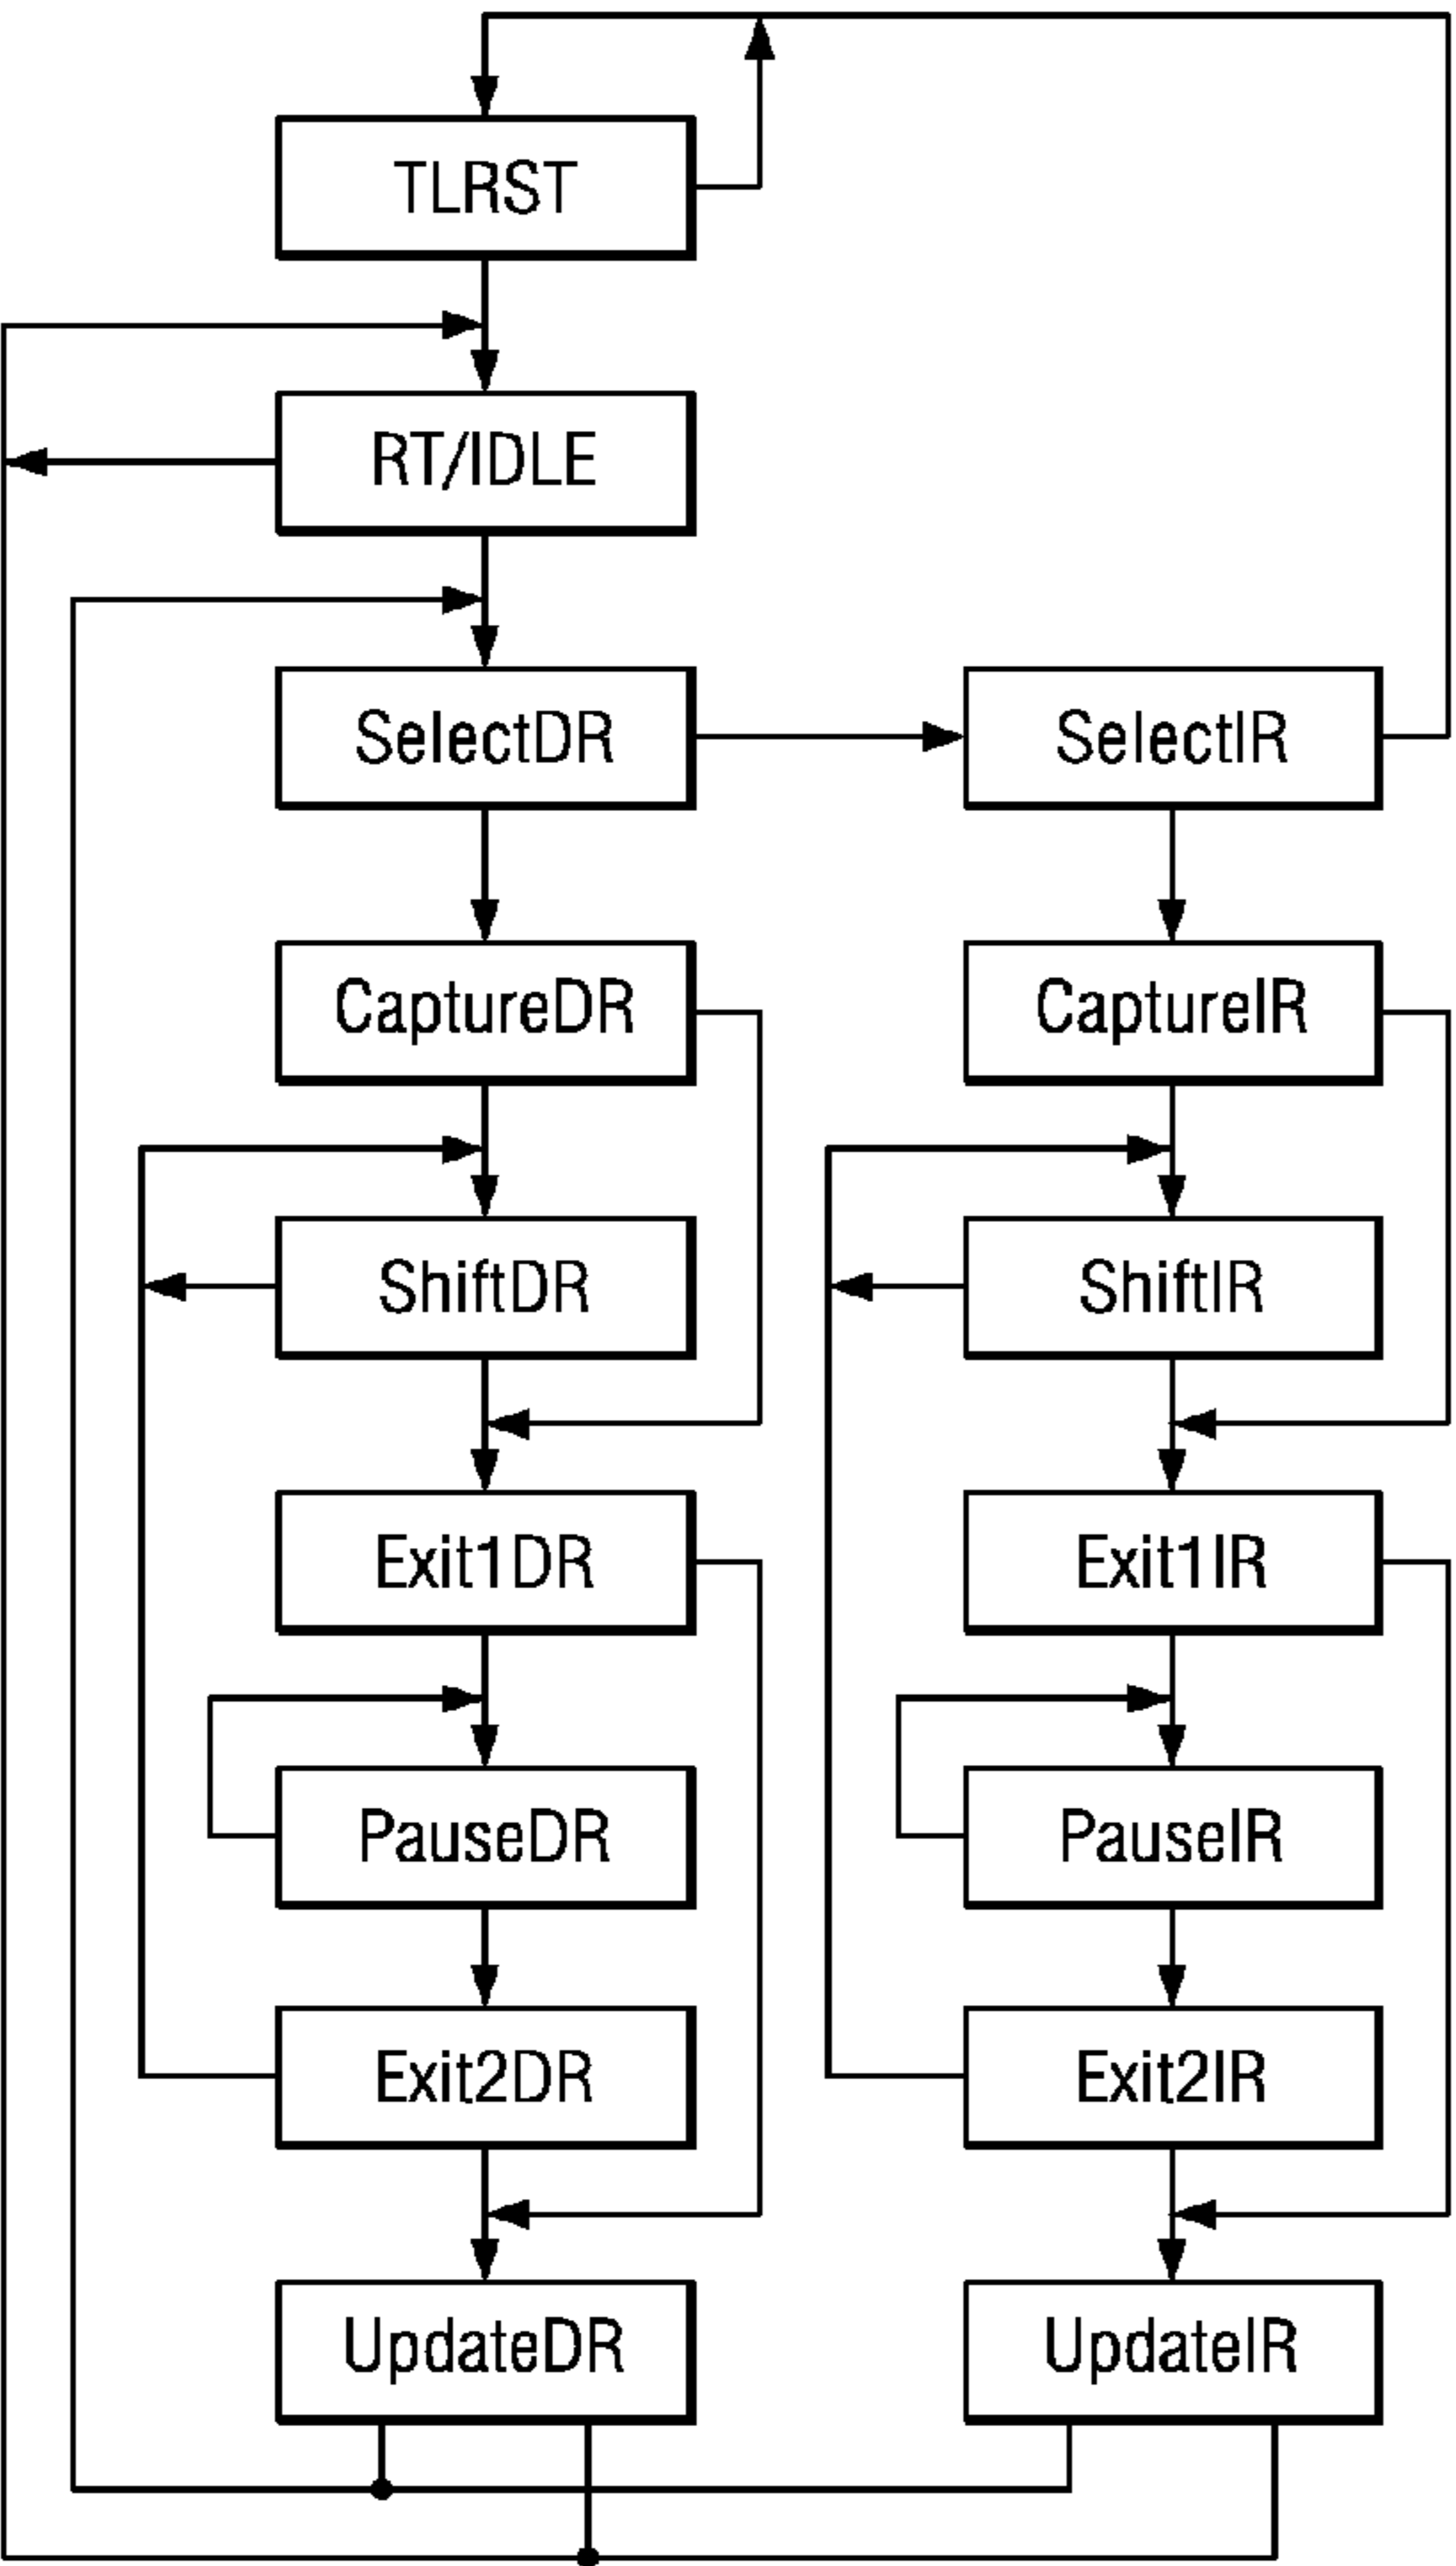 TLRST
RT/IDLE
SelectDR
SelectIR
CaptureDR
CaptureIR
ShiftDR
ShiftIR
Exit1DR
Exit1IR
PauseDR
PauseIR
Exit2DR
Exit2IR
UpdateDR
UpdateIR